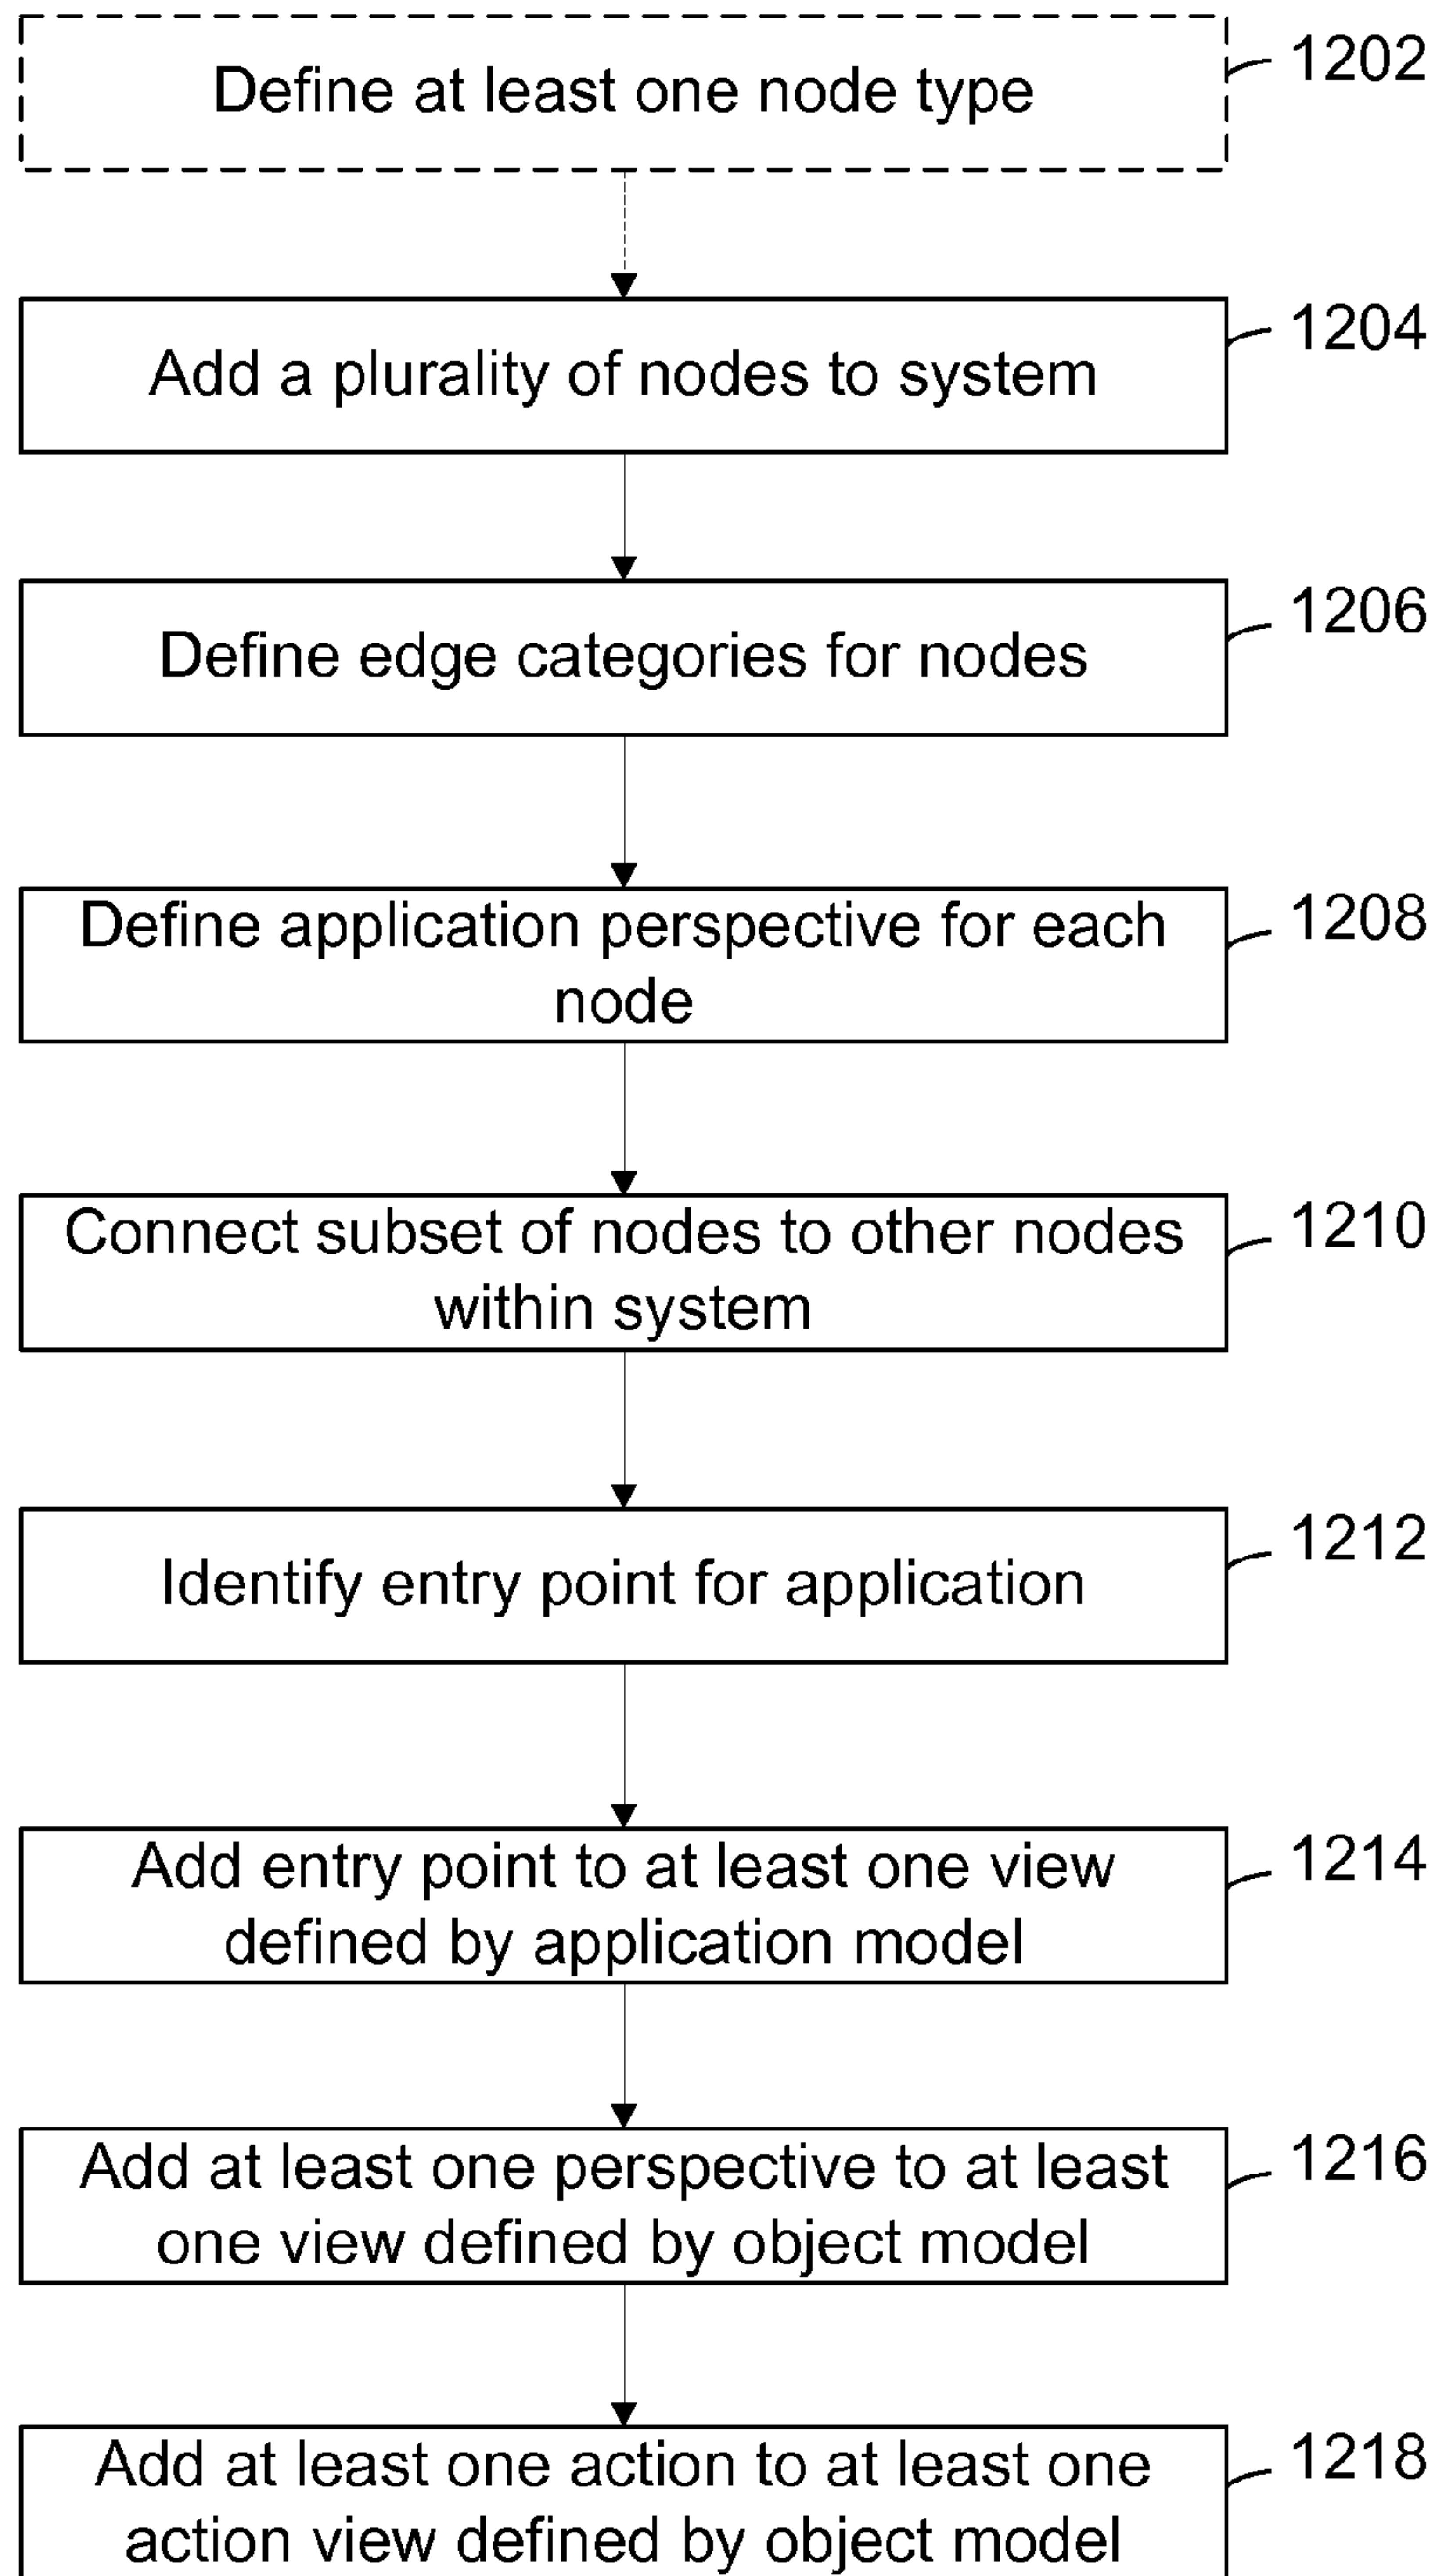 Define at least one node type
1202
Add a plurality of nodes to system
1204
Define edge categories for nodes
1206
Define application perspective for each
node
1208
Connect subset of nodes to other nodes
within system
1210
Identify entry point for application
1212
Add entry point to at least one view
defined by application model
1214
Add at least one perspective to at least
one view defined by object model
1216
Add at least one action to at least one
action view defined by object model
1218